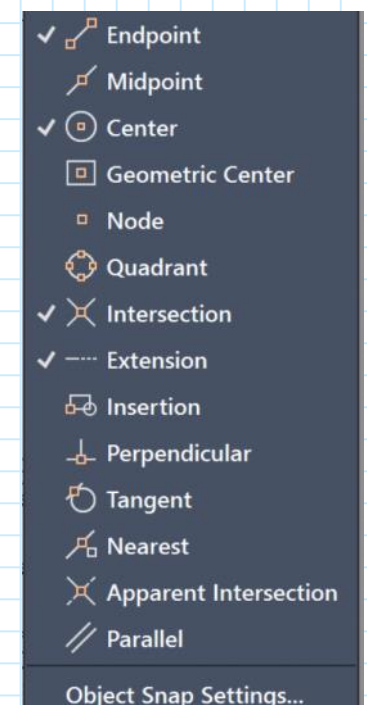 Endpoint
Midpoint
Center
Geometric Center
Node
Quadrant
Intersection
Extension
Insertion
Perpendicular
Tangent
Nearest
Apparent Intersection
Parallel
Object Snap Settings...